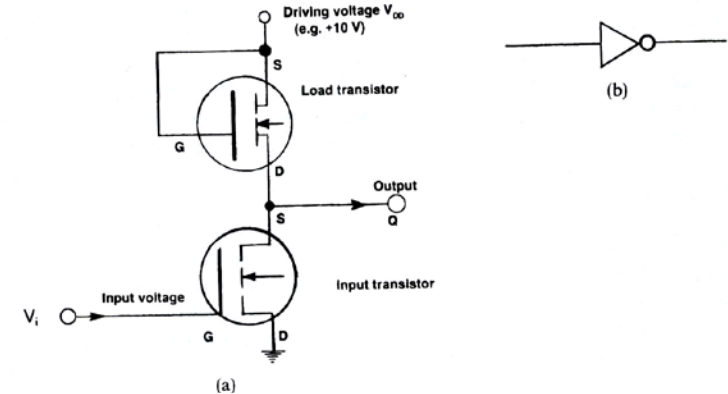 Driving voltage V_DD
(e.g. +10 V)
S
Load transistor
G
D
Output
S
Q
Input transistor
Input voltage
V_i
G
D
(a)
(b)